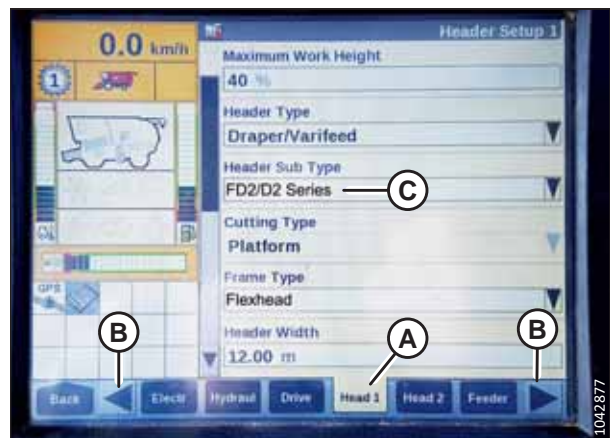 0.0 km/h
1
Header Setup 1
Maximum Work Height
40 %
Header Type
Draper/Varifeed
Header Sub Type
FD2/D2 Series
C
Cutting Type
Platform
Frame Type
Flexhead
GPS
Header Width
12.00 m
B
A
B
Back
Electr
Hydraul
Drive
Head 1
Head 2
Feeder
1042877